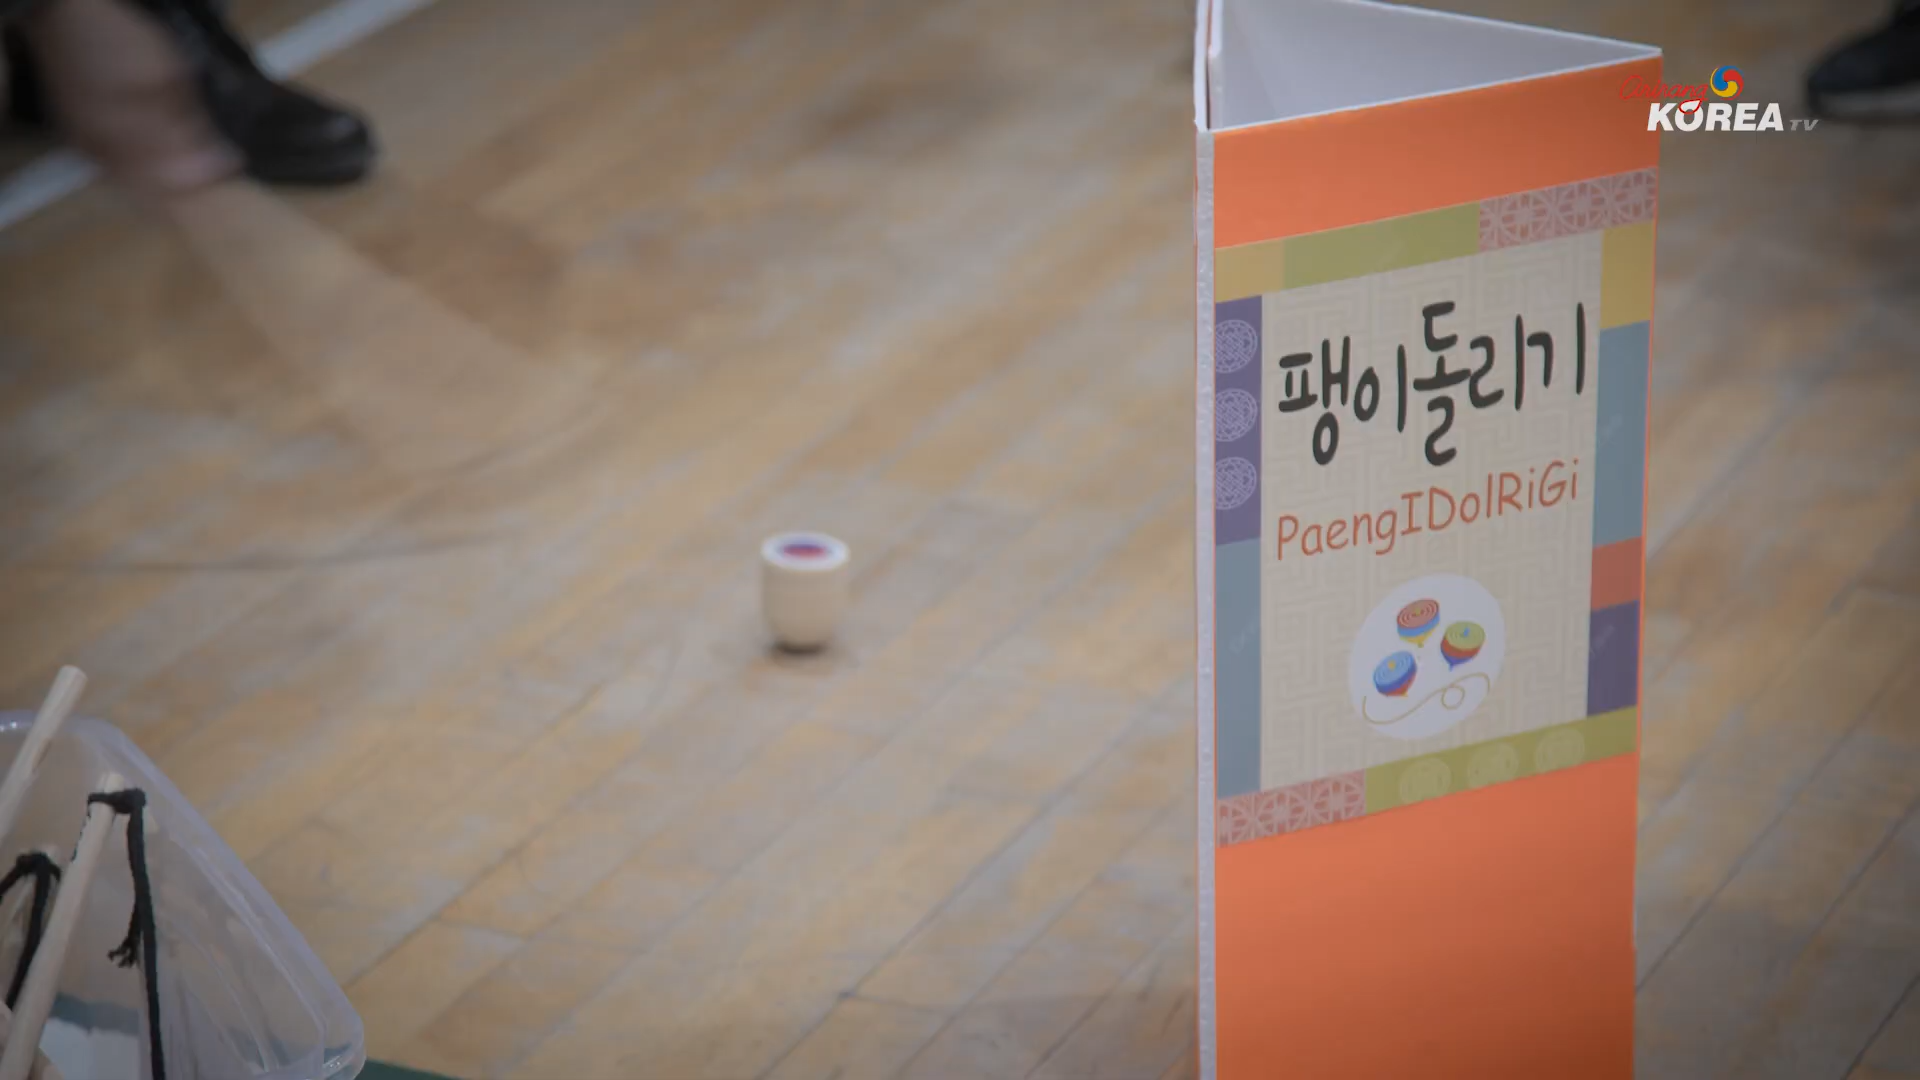 Arirang
KOREA TV
팽이돌리기
PaengIDolRiGi